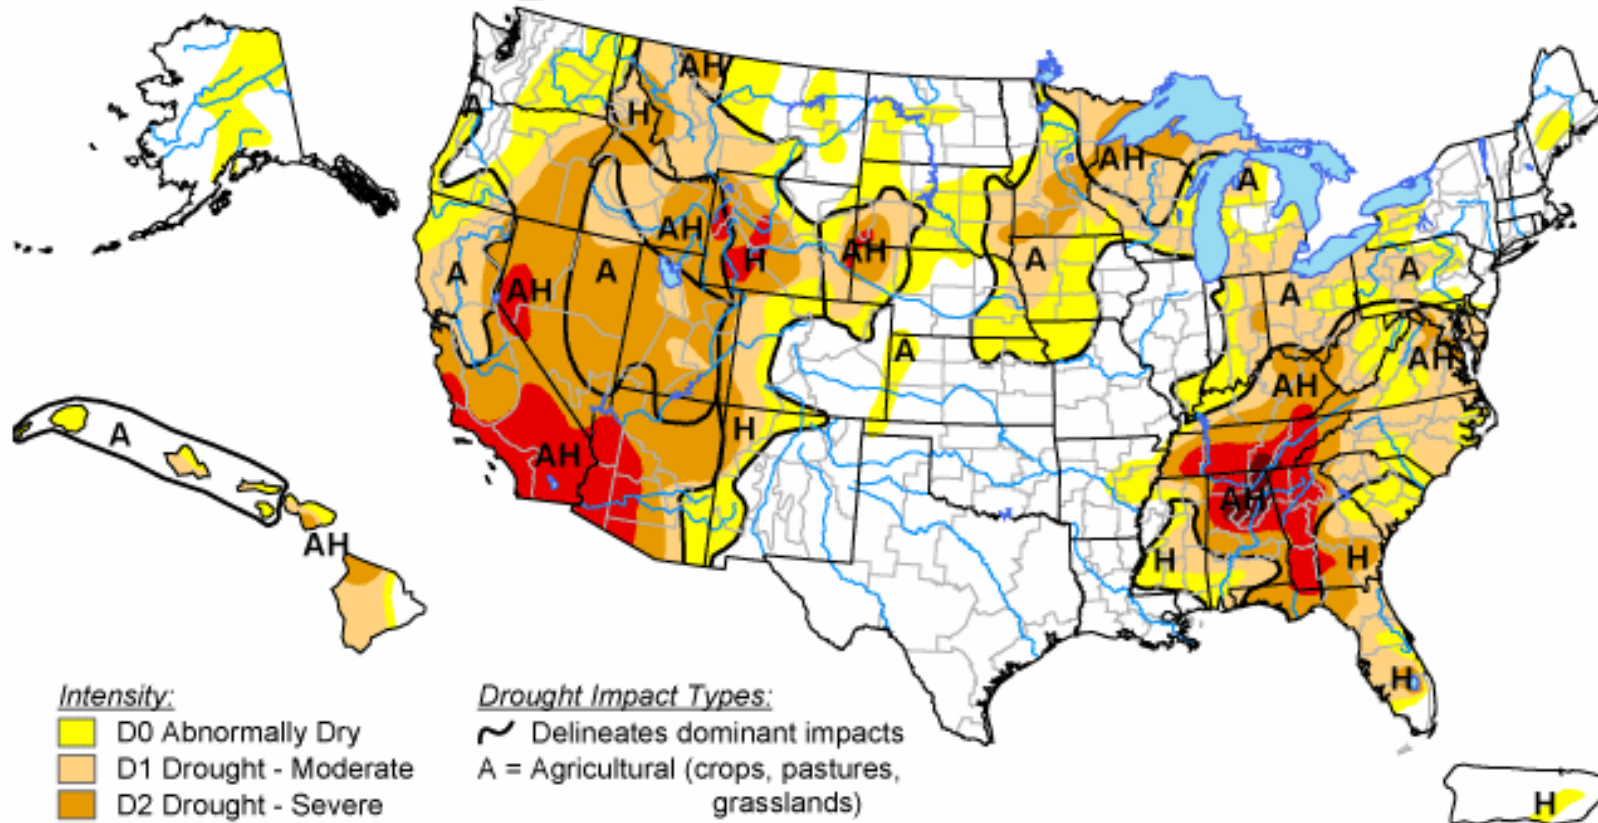 AH
A
H
AH
A
A
AH
H
AH
A
A
A
AH
A
A
A
AH
AH
A
H
AH
AH
AH
H
H
H
H
Intensity:
D0 Abnormally Dry
D1 Drought - Moderate
D2 Drought - Severe
Drought Impact Types:
Delineates dominant impacts
A = Agricultural (crops, pastures,
grasslands)